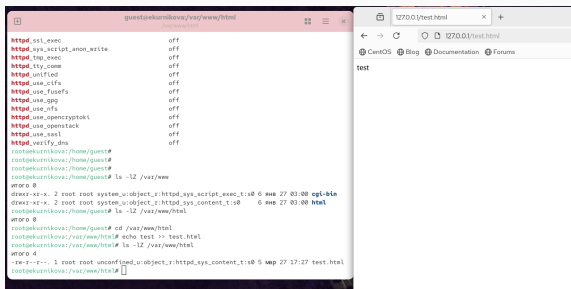 guest@ekurnikova:/var/www/html
/var/www/html
httpd_ssi_exec off
httpd_sys_script_anon_write off
httpd_tmp_exec off
httpd_tty_comm off
httpd_unified off
httpd_use_cifs off
httpd_use_fusefs off
httpd_use_gpg off
httpd_use_nfs off
httpd_use_opencryptoki off
httpd_use_openstack off
httpd_use_sasl off
httpd_verify_dns off
root@ekurnikova:/home/guest#
root@ekurnikova:/home/guest#
root@ekurnikova:/home/guest#
root@ekurnikova:/home/guest# ls -lZ /var/www
итого 0
drwxr-xr-x. 2 root root system_u:object_r:httpd_sys_script_exec_t:s0 6 янв 27 03:00 cgi-bin
drwxr-xr-x. 2 root root system_u:object_r:httpd_sys_content_t:s0 6 янв 27 03:00 html
root@ekurnikova:/home/guest# ls -lZ /var/www/html
итого 0
root@ekurnikova:/home/guest# cd /var/www/html
root@ekurnikova:/var/www/html# echo test >> test.html
root@ekurnikova:/var/www/html# ls -lZ /var/www/html
итого 4
-rw-r--r--. 1 root root unconfined_u:object_r:httpd_sys_content_t:s0 5 мар 27 17:27 test.html
root@ekurnikova:/var/www/html#
127.0.0.1/test.html
127.0.0.1/test.html
CentOS Blog Documentation Forums
test